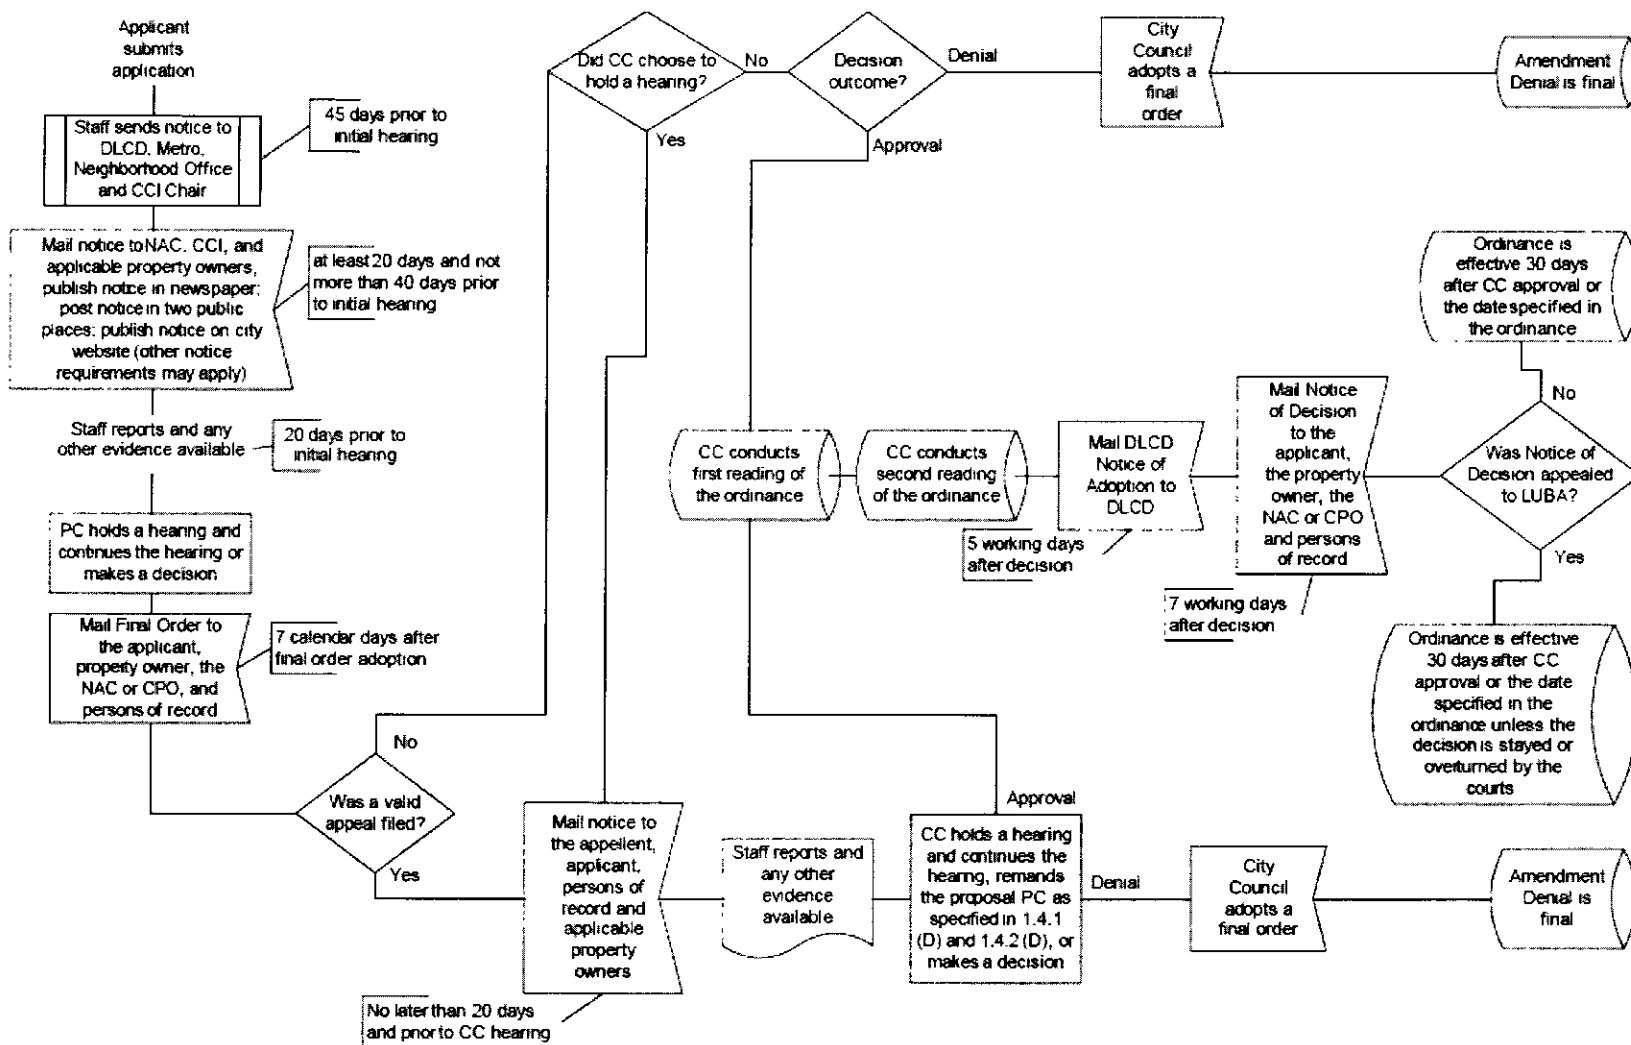 Applicant
submits
application
Staff sends notice to
DLCD, Metro,
Neighborhood Office
and CCI Chair
45 days prior to
initial hearing
Mail notice to NAC, CCI, and
applicable property owners,
publish notice in newspaper;
post notice in two public
places; publish notice on city
website (other notice
requirements may apply)
at least 20 days and not
more than 40 days prior
to initial hearing
Staff reports and any
other evidence available
20 days prior to
initial hearing
PC holds a hearing and
continues the hearing or
makes a decision
Mail Final Order to
the applicant,
property owner, the
NAC or CPO, and
persons of record
7 calendar days after
final order adoption
Was a valid
appeal filed?
No
Yes
Did CC choose to
hold a hearing?
No
Yes
Decision
outcome?
Denial
Approval
City
Council
adopts a
final
order
Amendment
Denial is final
CC conducts
first reading of
the ordinance
CC conducts
second reading
of the ordinance
Mail DLCD
Notice of
Adoption to
DLCD
5 working days
after decision
Mail Notice
of Decision
to the
applicant,
the property
owner, the
NAC or CPO
and persons
of record
7 working days
after decision
Was Notice of
Decision appealed
to LUBA?
No
Yes
Ordinance is
effective 30 days
after CC approval or
the date specified in
the ordinance
Ordinance is effective
30 days after CC
approval or the date
specified in the
ordinance unless the
decision is stayed or
overturned by the
courts
Mail notice to
the appellent,
applicant,
persons of
record and
applicable
property
owners
No later than 20 days
and prior to CC hearing
Staff reports and
any other
evidence
available
Approval
CC holds a hearing
and continues the
hearing, remands
the proposal PC as
specified in 1.4.1
(D) and 1.4.2 (D), or
makes a decision
Denial
City
Council
adopts a
final order
Amendment
Denial is
final